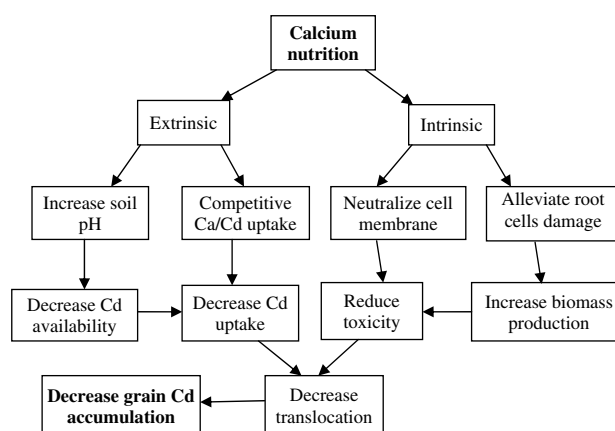 Calcium
nutrition
Extrinsic
Intrinsic
Increase soil
pH
Competitive
Ca/Cd uptake
Neutralize cell
membrane
Alleviate root
cells damage
Decrease Cd
availability
Decrease Cd
uptake
Reduce
toxicity
Increase biomass
production
Decrease grain Cd
accumulation
Decrease
translocation